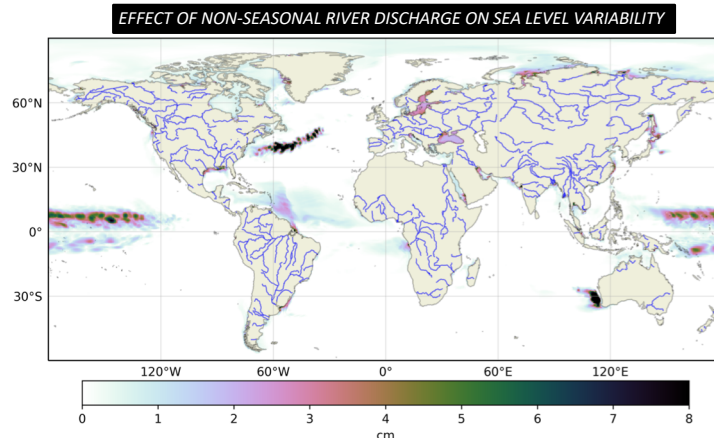 EFFECT OF NON-SEASONAL RIVER DISCHARGE ON SEA LEVEL VARIABILITY
60°N
30°N
0°
30°S
120°W 60°W 0° 60°E 120°E
0 1 2 3 4 5 6 7 8
cm